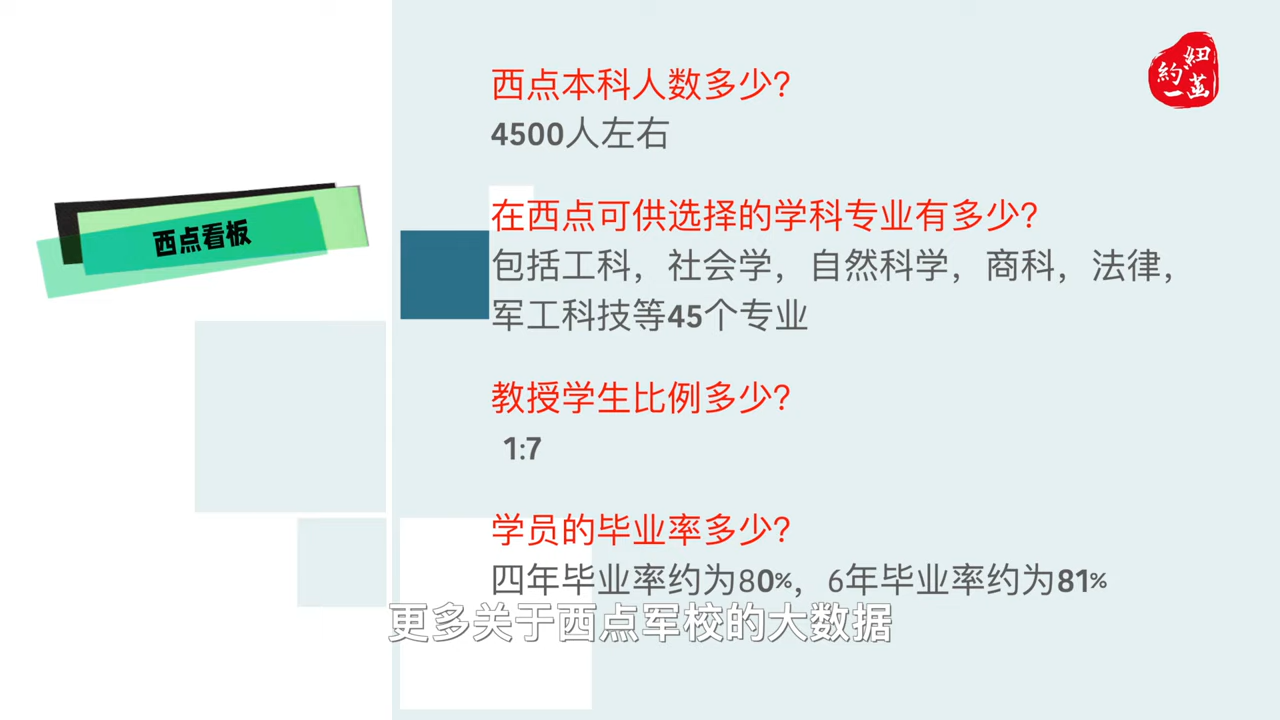 西点看板
纽约一茧
西点本科人数多少?
4500人左右
在西点可供选择的学科专业有多少?
包括工科，社会学，自然科学，商科，法律，
军工科技等45个专业
教授学生比例多少?
1:7
学员的毕业率多少?
四年毕业率约为80%，6年毕业率约为81%
更多关于西点军校的大数据